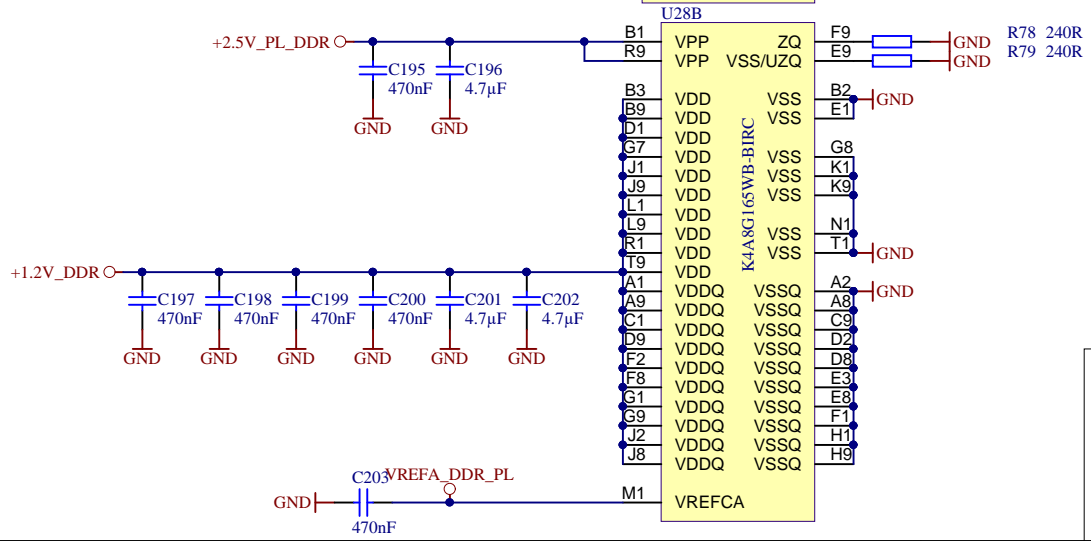 U28B
+2.5V_PL_DDR
B1 VPP ZQ F9 GND R78 240R
R9 VPP VSS/UZQ E9 GND R79 240R
C195 470nF GND
C196 4.7µF GND
B3 VDD VSS B2 GND
B9 VDD VSS E1
D1 VDD
G7 VDD VSS G8
J1 VDD VSS K1
J9 VDD VSS K9
L1 VDD
L9 VDD VSS N1
R1 VDD VSS T1 GND
+1.2V_DDR
T9 VDD
A1 VDDQ VSSQ A2 GND
A9 VDDQ VSSQ A8
C1 VDDQ VSSQ C9
D9 VDDQ VSSQ D2
F2 VDDQ VSSQ D8
F8 VDDQ VSSQ E3
G1 VDDQ VSSQ E8
G9 VDDQ VSSQ F1
J2 VDDQ VSSQ H1
J8 VDDQ VSSQ H9
K4A8G165WB-BIRC
C197 470nF GND
C198 470nF GND
C199 470nF GND
C200 470nF GND
C201 4.7µF GND
C202 4.7µF GND
C203 VREFA_DDR_PL
GND M1 VREFCA
470nF